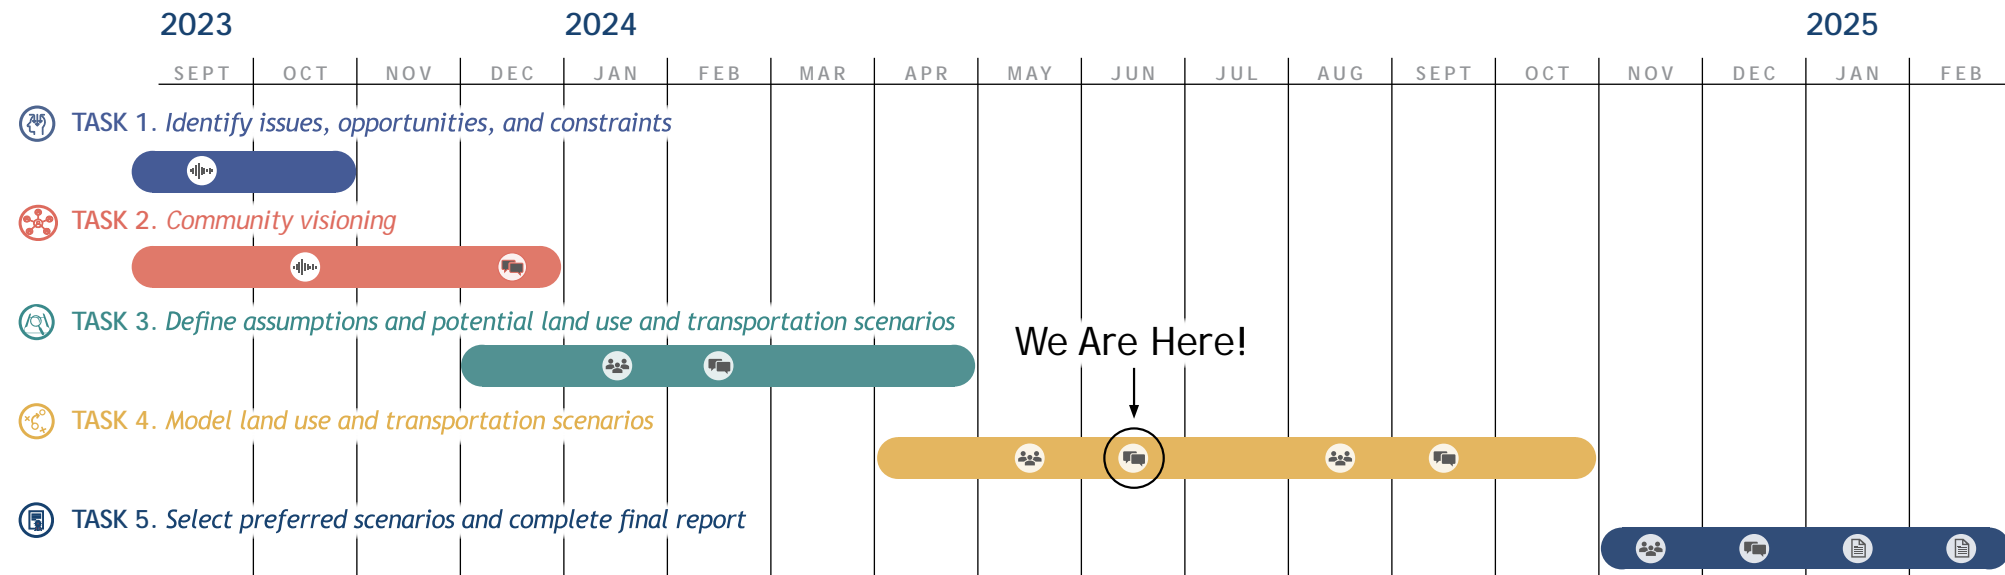 2023 2024 2025
SEPT OCT NOV DEC JAN FEB MAR APR MAY JUN JUL AUG SEPT OCT NOV DEC JAN FEB
TASK 1. Identify issues, opportunities, and constraints
TASK 2. Community visioning
TASK 3. Define assumptions and potential land use and transportation scenarios
We Are Here!
TASK 4. Model land use and transportation scenarios
TASK 5. Select preferred scenarios and complete final report